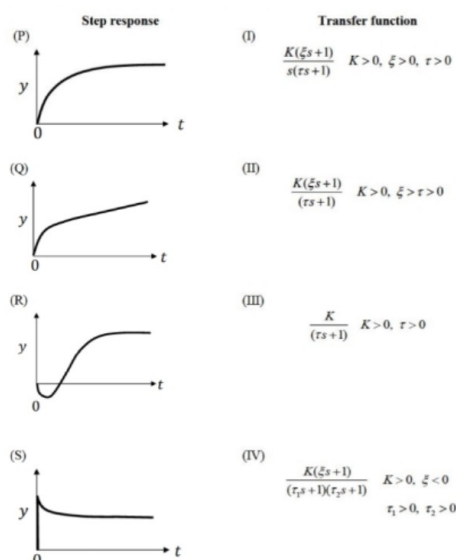 Step response Transfer function
(P) y 0 t (I) K(ξs+1) / s(τs+1) K>0, ξ>0, τ>0
(Q) y 0 t (II) K(ξs+1) / (τs+1) K>0, ξ>τ>0
(R) y 0 t (III) K / (τs+1) K>0, τ>0
(S) y 0 t (IV) K(ξs+1) / (τ₁s+1)(τ₂s+1) K>0, ξ<0
τ₁>0, τ₂>0